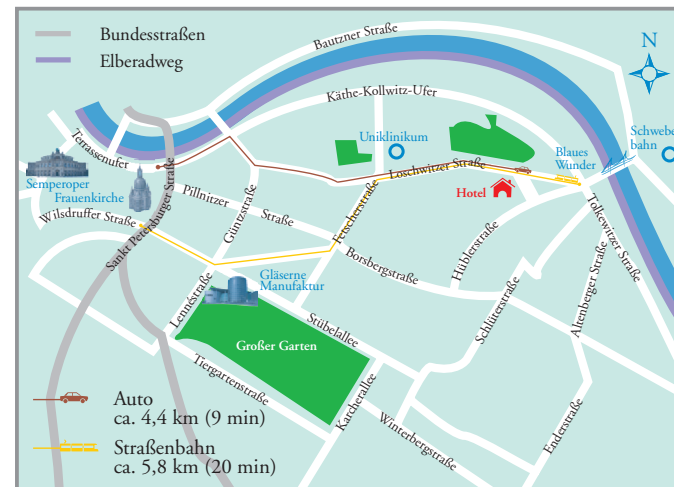 Bundesstraßen
Elberadweg
Bautzner Straße
N
Käthe-Kollwitz-Ufer
Terrassenufer
Uniklinikum
Schwebe
bahn
Blaues
Wunder
Loschwitzer Straße
Semperoper
Frauenkirche
Pillnitzer
Straße
Hotel
Wilsdruffer Straße
Sankt Petersburger Straße
Güntzstraße
Fetscherstraße
Tolkewitzer Straße
Borsbergstraße
Hüblerstraße
Gläserne
Manufaktur
Lennéstraße
Schlüterstraße
Altenberger Straße
Stübelallee
Großer Garten
Tiergartenstraße
Karcherallee
Winterbergstraße
Enderstraße
Auto
ca. 4,4 km (9 min)
Straßenbahn
ca. 5,8 km (20 min)